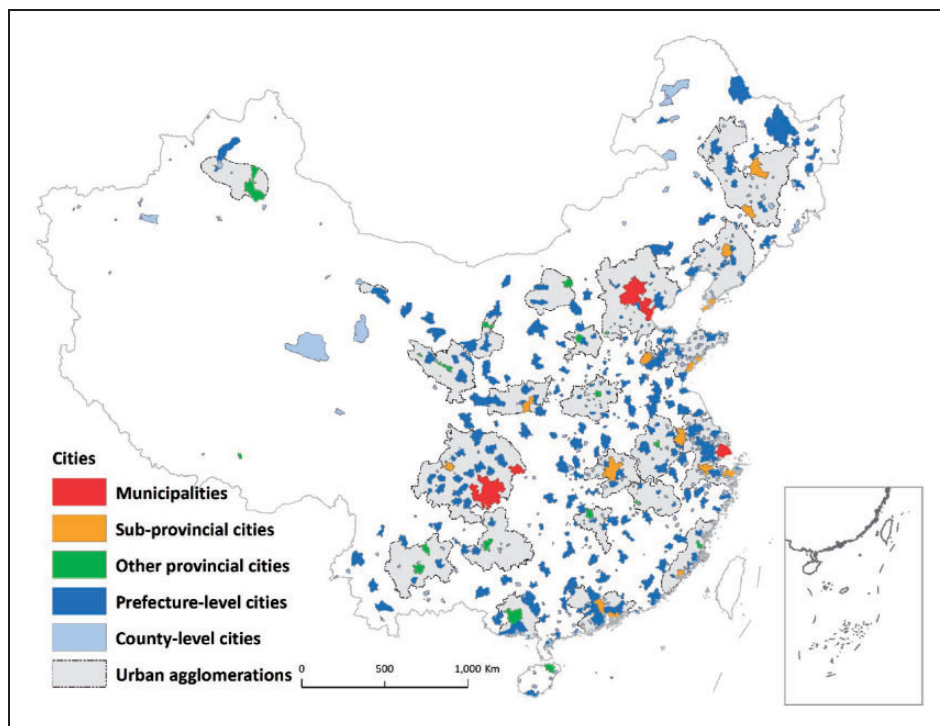 Cities
Municipalities
Sub-provincial cities
Other provincial cities
Prefecture-level cities
County-level cities
Urban agglomerations
0 500 1,000 Km